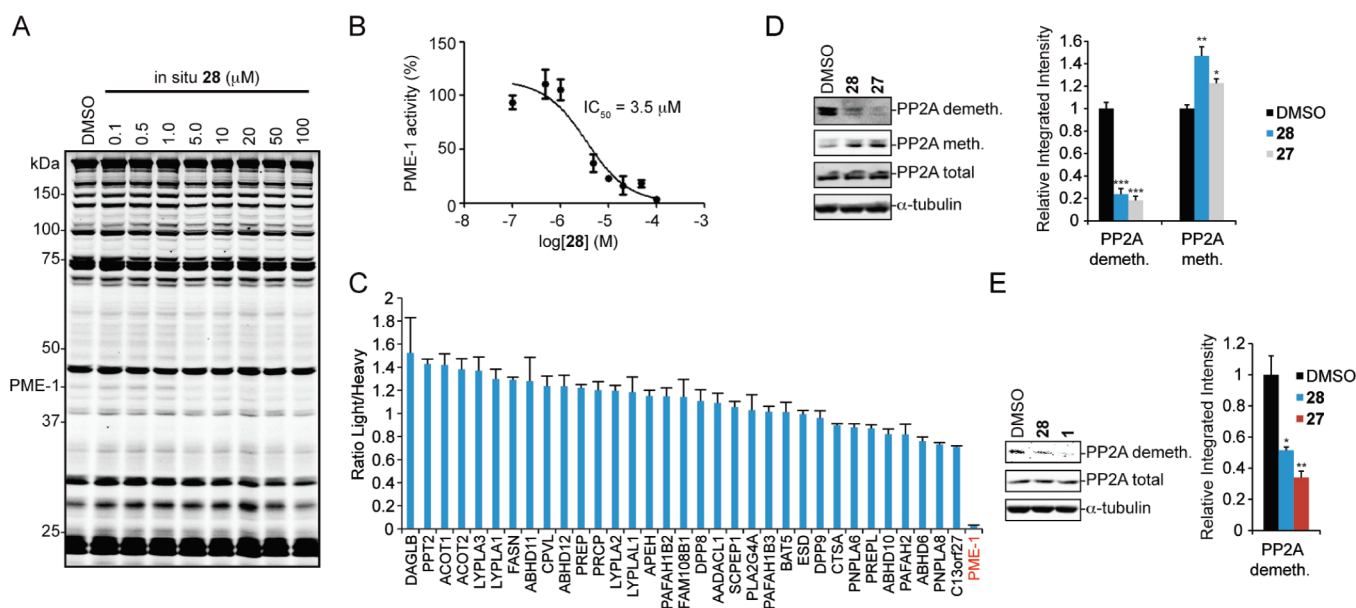 A
in situ 28 (μM)
DMSO 0.1 0.5 1.0 5.0 10 20 50 100
kDa
150
100
75
50
PME-1
37
25
B
PME-1 activity (%)
150
100
50
0
IC50 = 3.5 μM
-8 -7 -6 -5 -4 -3
log[28] (M)
C
Ratio Light/Heavy
2
1.8
1.6
1.4
1.2
1
0.8
0.6
0.4
0.2
0
DAGLB PPT2 ACOT1 ACOT2 LYPLA3 LYPLA1 FASN ABHD11 CPVL ABHD12 PREP PRCP LYPLA2 LYPLAL1 APEH PAFAH1B2 FAM108B1 DPP8 AADACL1 SCPEP1 PLA2G4A PAFAH1B3 BAT5 ESD DPP9 CTSA PNPLA6 PREPL ABHD10 PAFAH2 ABHD6 PNPLA8 C13orf27 PME-1
D
DMSO 28 27
-PP2A demeth.
-PP2A meth.
-PP2A total
-α-tubulin
Relative Integrated Intensity
1.6
1.4
1.2
1
0.8
0.6
0.4
0.2
0
*** *** ** *
PP2A demeth.
PP2A meth.
DMSO
28
27
E
DMSO 28 1
-PP2A demeth.
-PP2A total
-α-tubulin
Relative Integrated Intensity
1.2
1
0.8
0.6
0.4
0.2
0
* **
PP2A
demeth.
DMSO
28
27